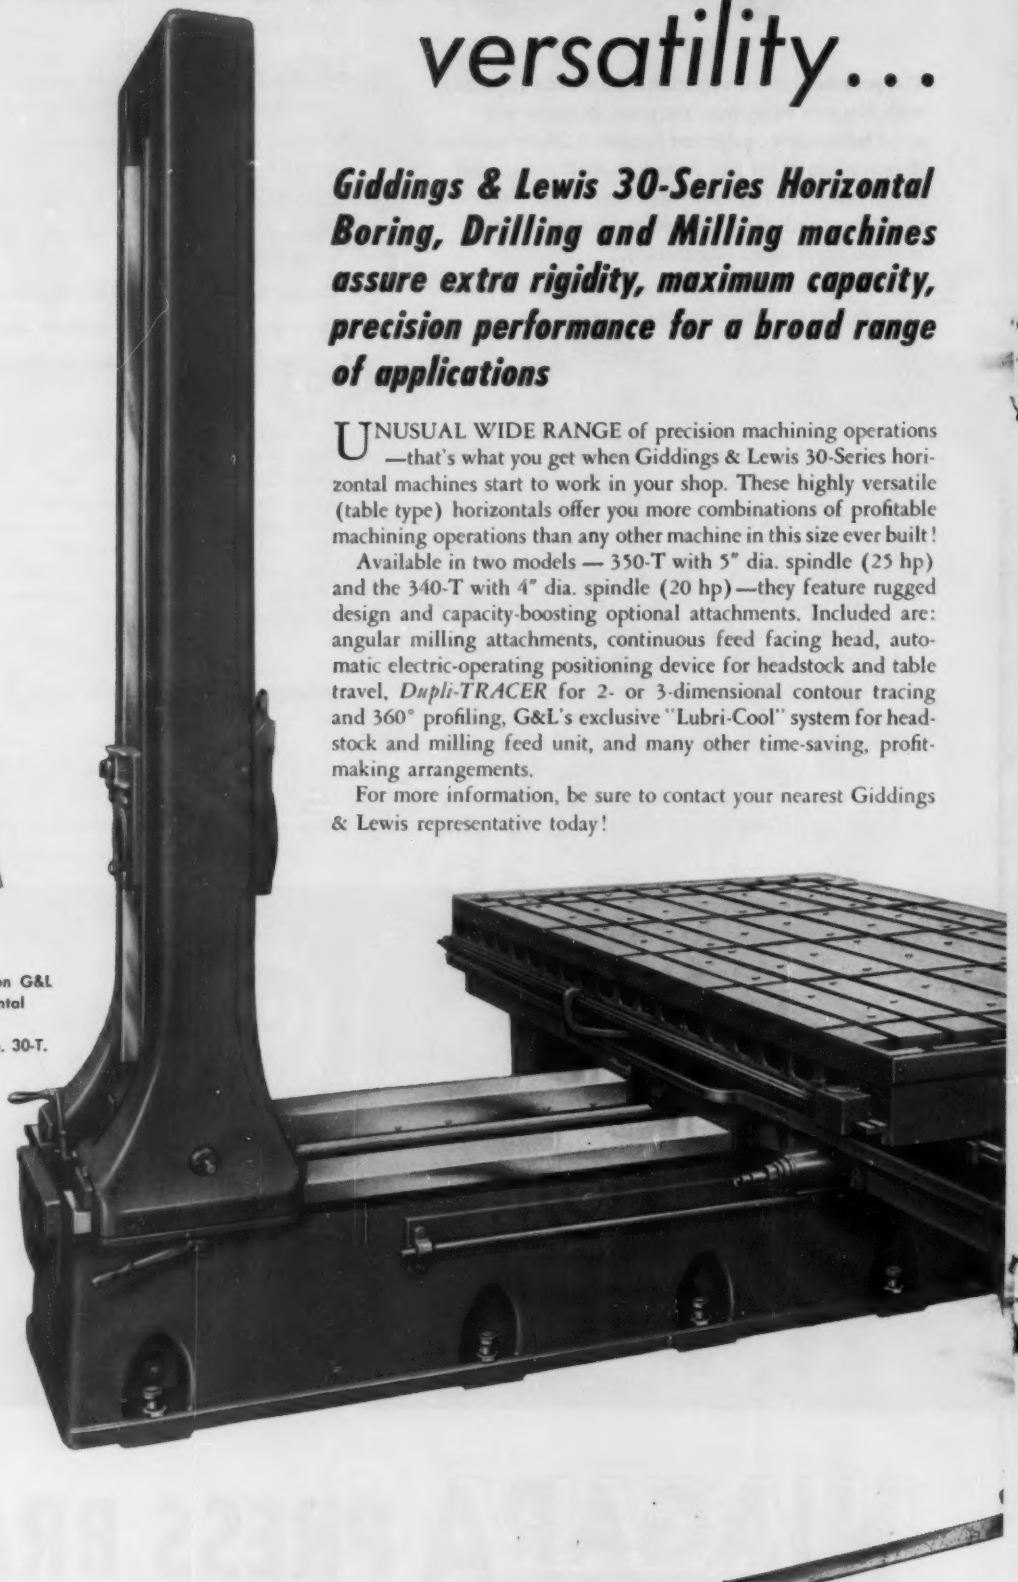 versatility...
Giddings & Lewis 30-Series Horizontal
Boring, Drilling and Milling machines
assure extra rigidity, maximum capacity,
precision performance for a broad range
of applications
UNUSUAL WIDE RANGE of precision machining operations
—that's what you get when Giddings & Lewis 30-Series hori-
zontal machines start to work in your shop. These highly versatile
(table type) horizontals offer you more combinations of profitable
machining operations than any other machine in this size ever built!
Available in two models — 350-T with 5" dia. spindle (25 hp)
and the 340-T with 4" dia. spindle (20 hp)—they feature rugged
design and capacity-boosting optional attachments. Included are:
angular milling attachments, continuous feed facing head, auto-
matic electric-operating positioning device for headstock and table
travel, Dupli-TRACER for 2- or 3-dimensional contour tracing
and 360° profiling, G&L's exclusive "Lubri-Cool" system for head-
stock and milling feed unit, and many other time-saving, profit-
making arrangements.
For more information, be sure to contact your nearest Giddings
& Lewis representative today!
on G&L
ntal
. 30-T.